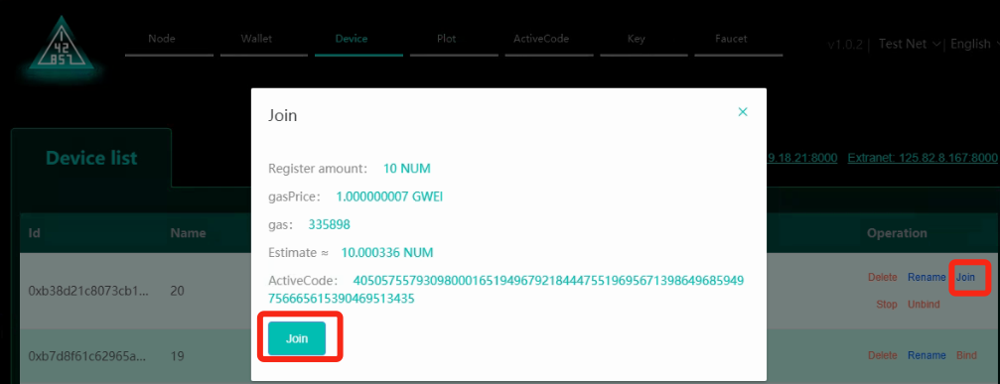 1
42
857
Node
Wallet
Device
Plot
ActiveCode
Key
Faucet
v1.0.2 | Test Net | English
Join
×
Device list
9.18.21:8000 Extranet: 125.82.8.167:8000
Register amount: 10 NUM
gasPrice: 1.000000007 GWEI
gas: 335898
Estimate ≈ 10.000336 NUM
ActiveCode: 40505755793098000165194967921844475519695671398649685949
756665615390469513435
Join
Id
Name
Operation
0xb38d21c8073cb1...
20
Delete Rename Join
Stop Unbind
0xb7d8f61c62965a...
19
Delete Rename Bind